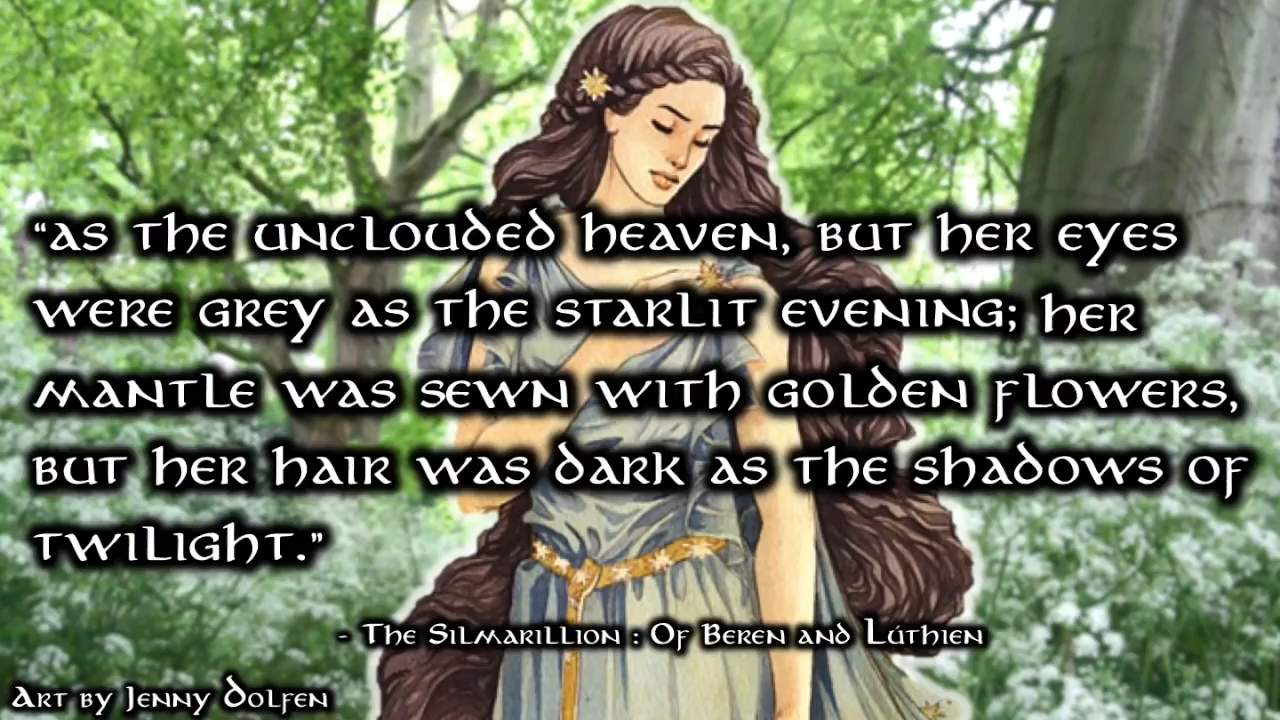 “as the unclouded heaven, but her eyes
were grey as the starlit evening; her
mantle was sewn with golden flowers,
but her hair was dark as the shadows of
twilight.”
- The Silmarillion : Of Beren and Lúthien
Art by Jenny Dolfen